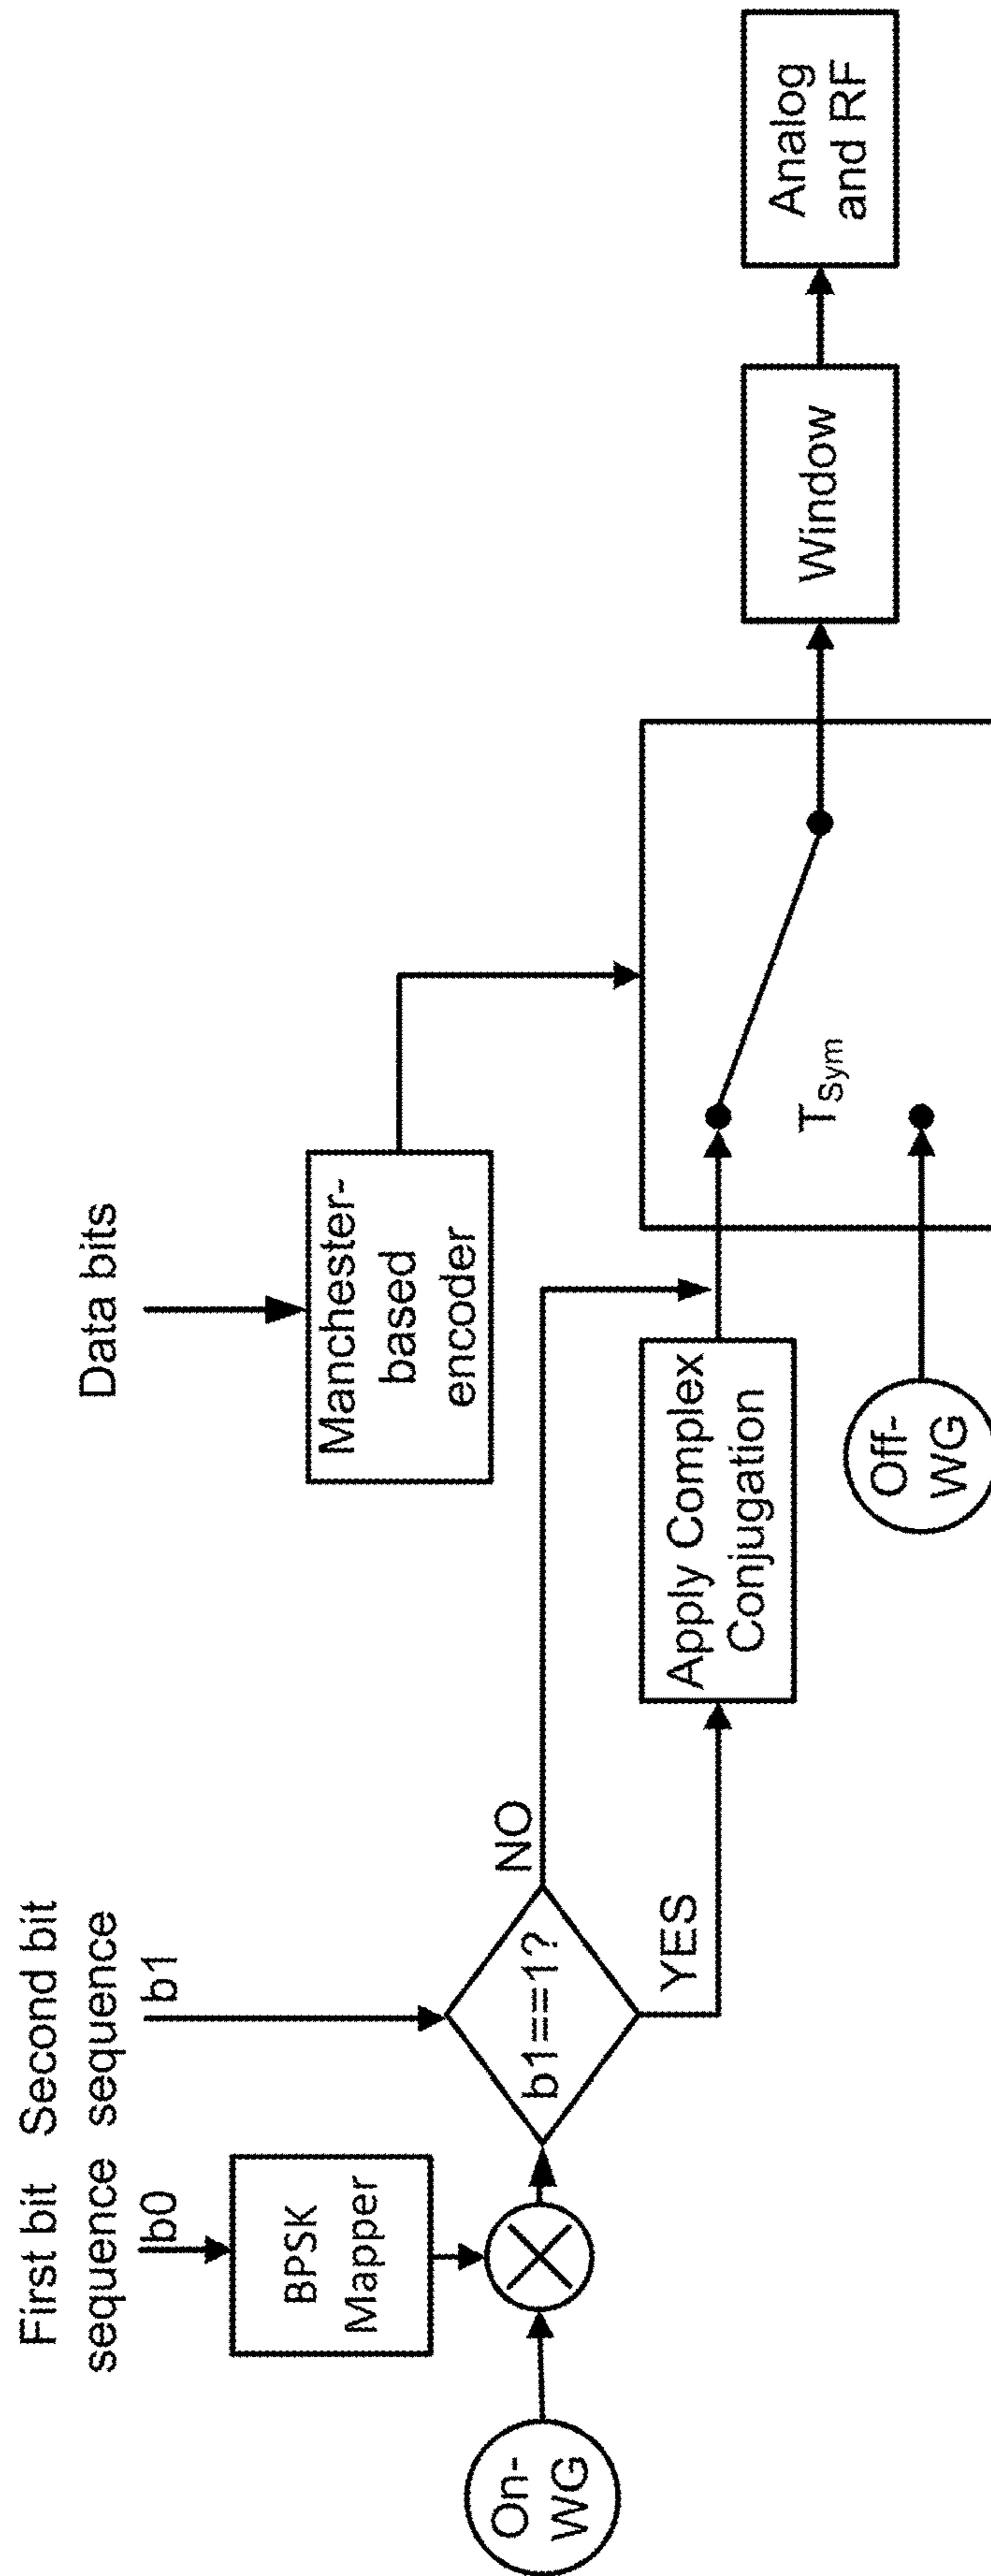 First bit
sequence
b0
Second bit
sequence
b1
Data bits
BPSK
Mapper
Manchester-
based
encoder
On-
WG
b1==1?
NO
YES
Apply Complex
Conjugation
Off-
WG
TSym
Window
Analog
and RF